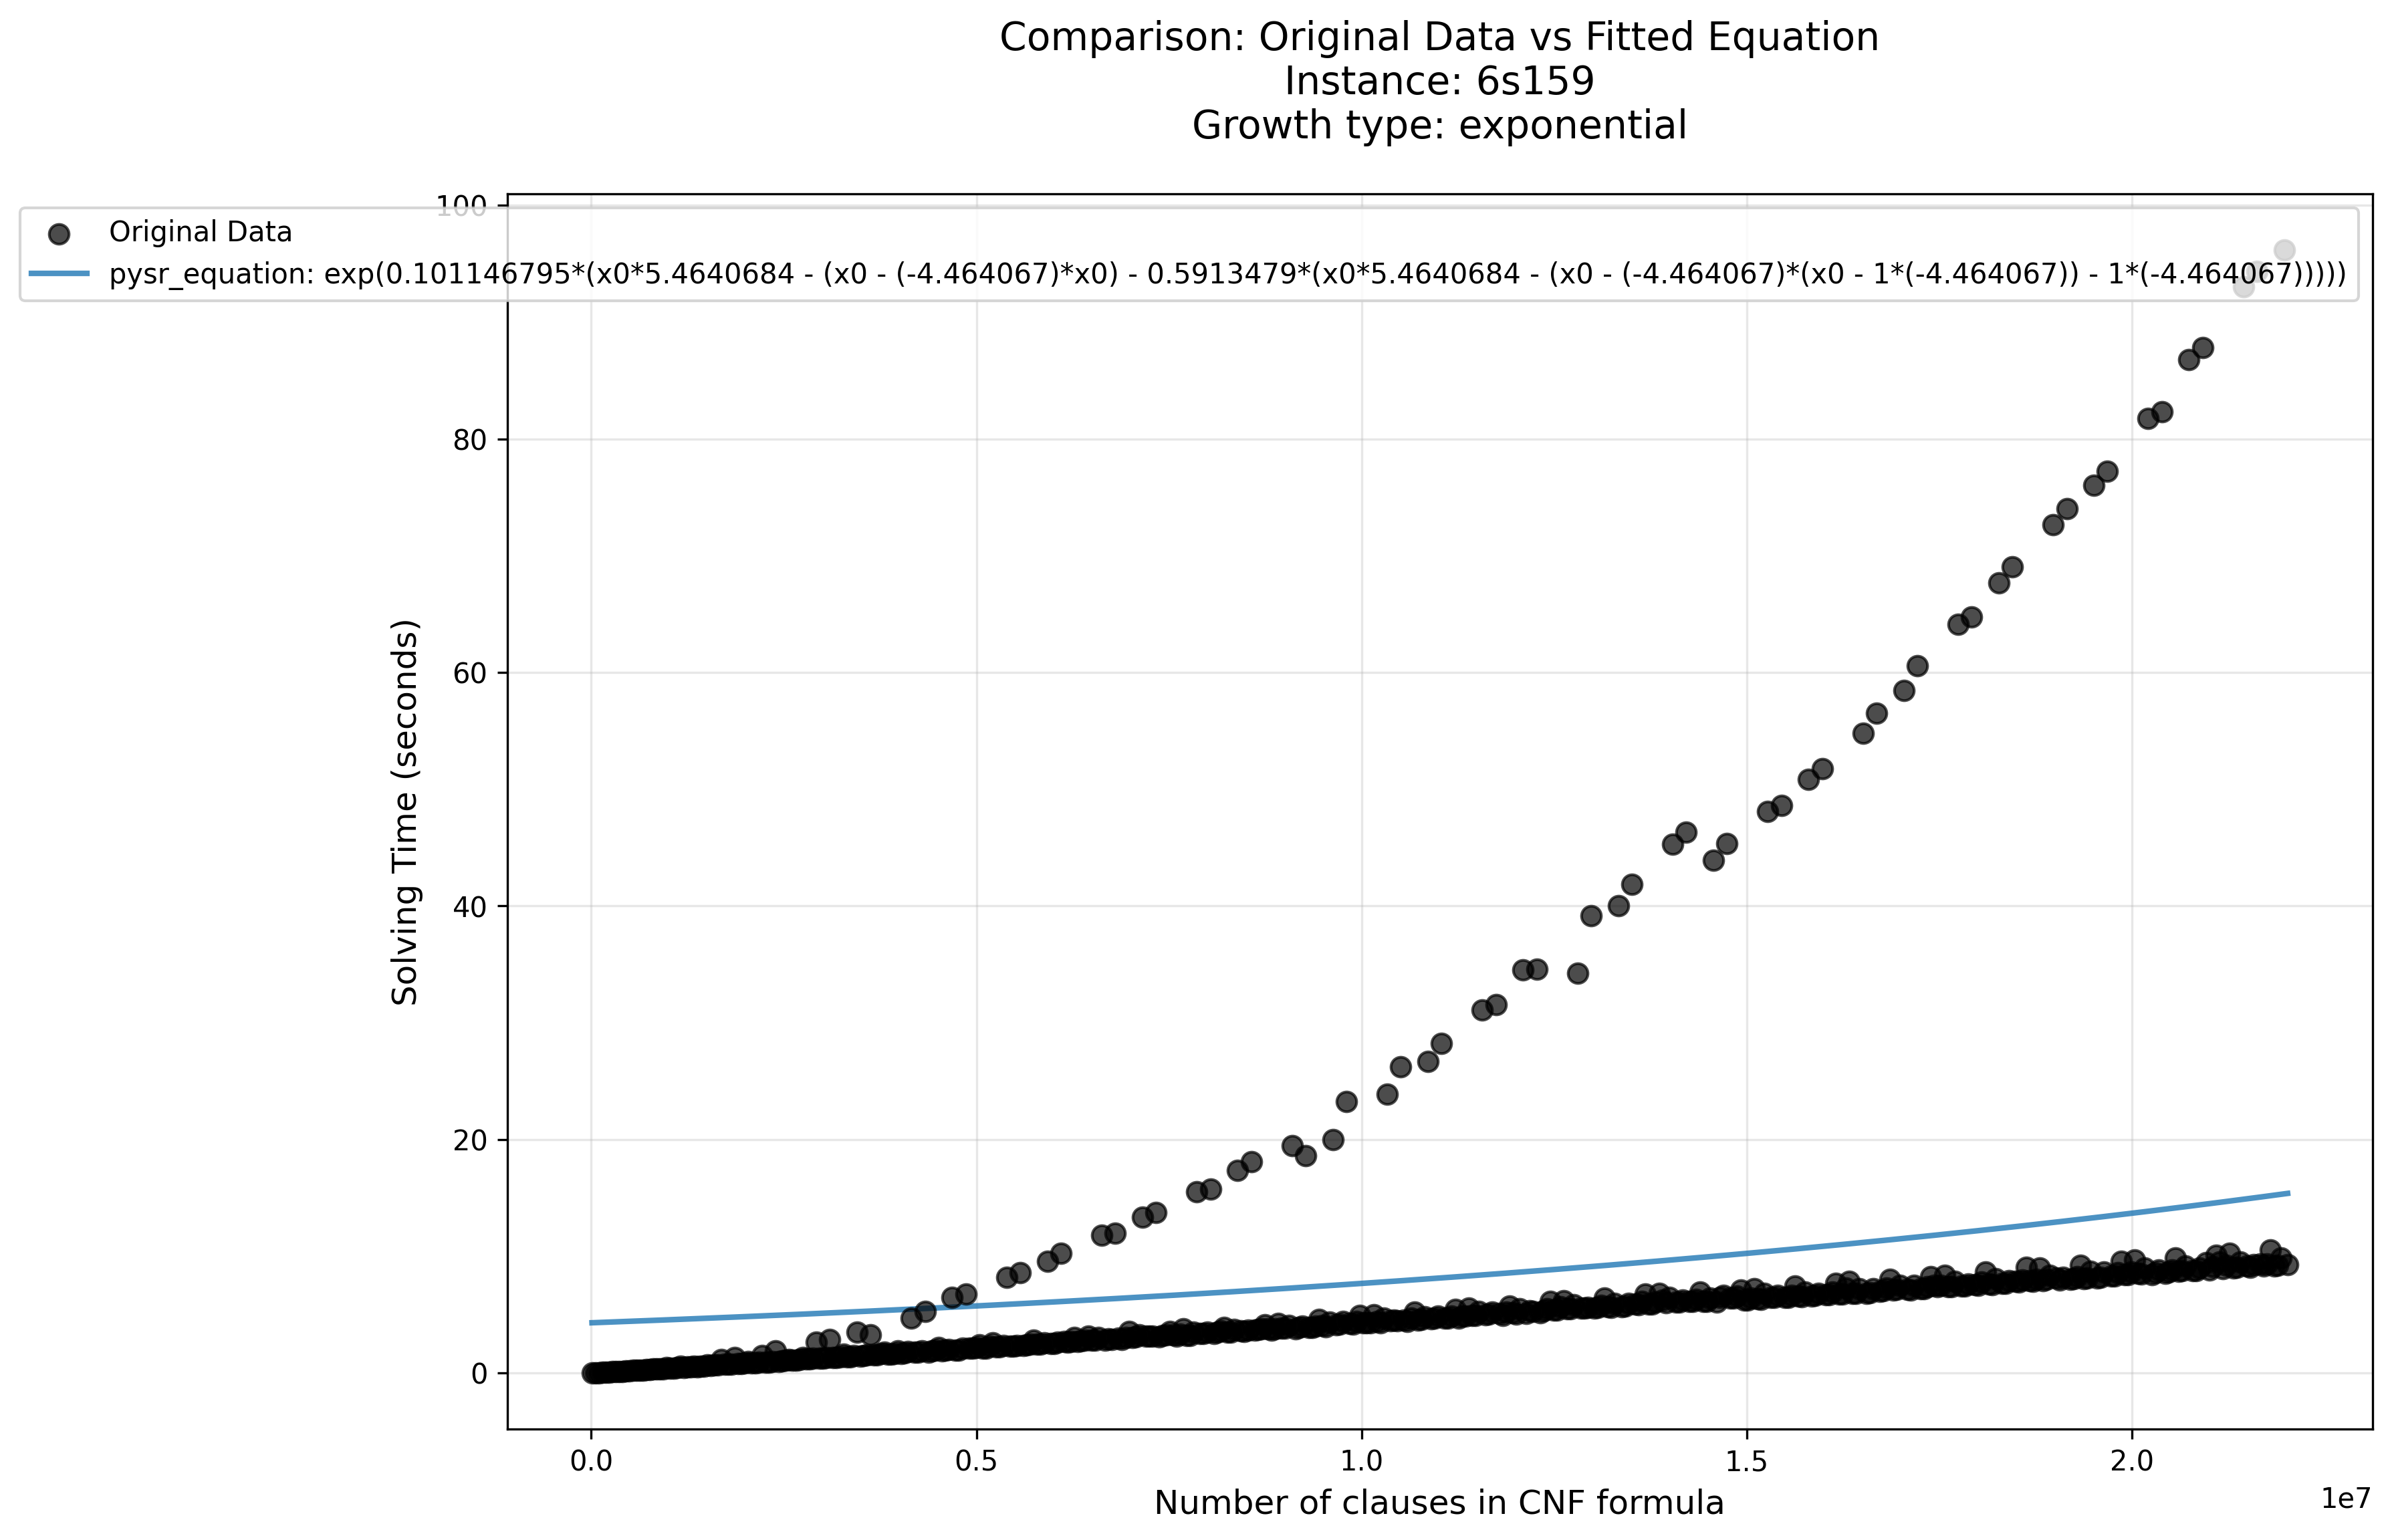 Comparison: Original Data vs Fitted Equation
Instance: 6s159
Growth type: exponential
Original Data
pysr_equation: exp(0.101146795*(x0*5.4640684 - (x0 - (-4.464067)*x0) - 0.5913479*(x0*5.4640684 - (x0 - (-4.464067)*(x0 - 1*(-4.464067)) - 1*(-4.464067)))))
100
80
60
40
20
0
Solving Time (seconds)
0.0 0.5 1.0 1.5 2.0
1e7
Number of clauses in CNF formula